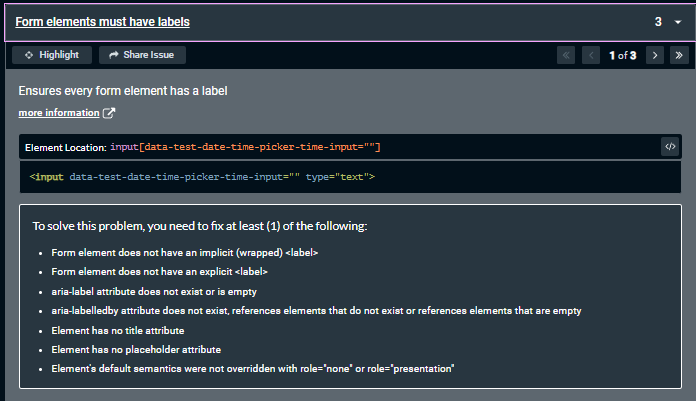 Form elements must have labels 3
Highlight Share Issue 1 of 3
Ensures every form element has a label
more information
Element Location: input[data-test-date-time-picker-time-input=""] </>
<input data-test-date-time-picker-time-input="" type="text">
To solve this problem, you need to fix at least (1) of the following:
• Form element does not have an implicit (wrapped) <label>
• Form element does not have an explicit <label>
• aria-label attribute does not exist or is empty
• aria-labelledby attribute does not exist, references elements that do not exist or references elements that are empty
• Element has no title attribute
• Element has no placeholder attribute
• Element's default semantics were not overridden with role="none" or role="presentation"